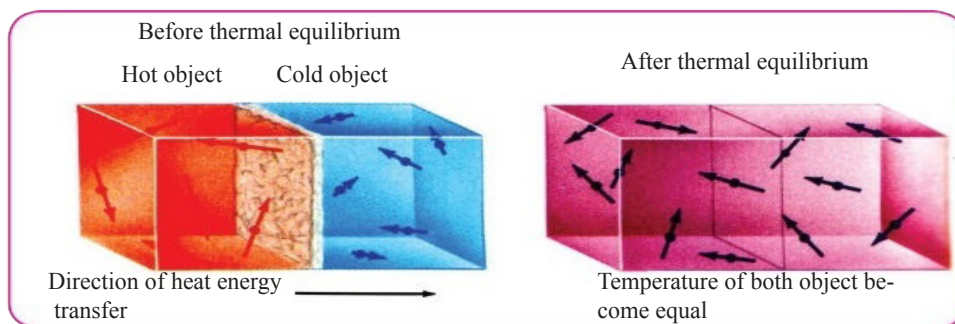 Before thermal equilibrium
Hot object
Cold object
After thermal equilibrium
Direction of heat energy
transfer
Temperature of both object be-
come equal